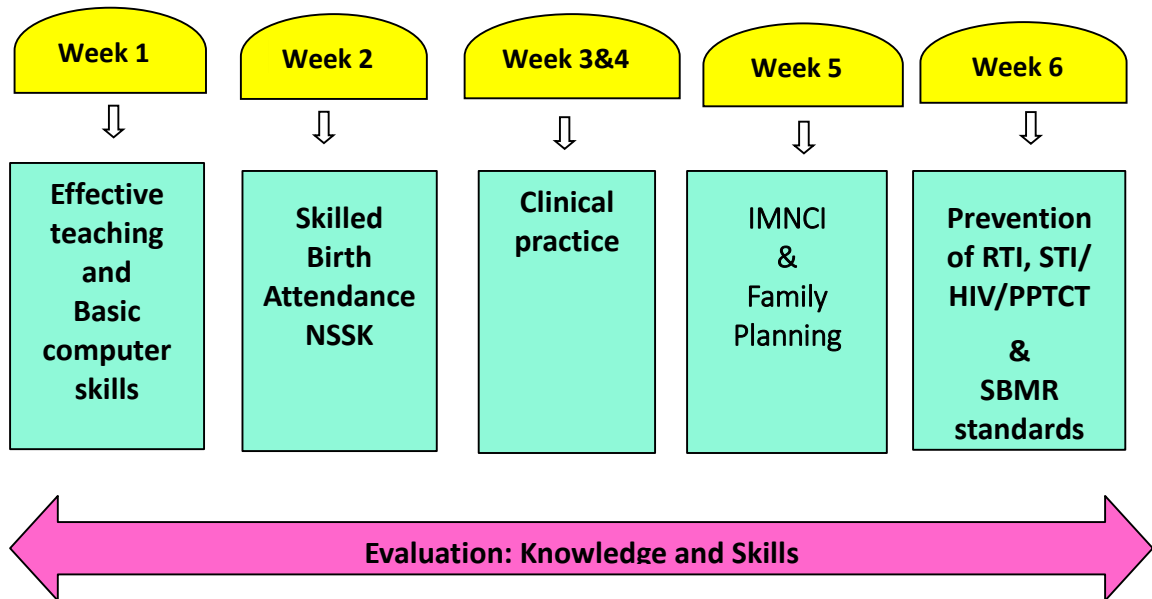 Week 1
Week 2
Week 3&4
Week 5
Week 6
Effective
teaching
and
Basic
computer
skills
Skilled
Birth
Attendance
NSSK
Clinical
practice
IMNCI
&
Family
Planning
Prevention
of RTI, STI/
HIV/PPTCT
&
SBMR
standards
Evaluation: Knowledge and Skills